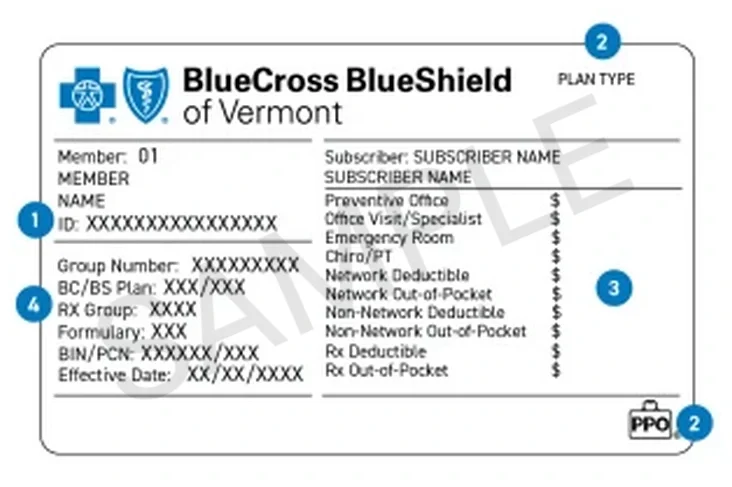 2
BlueCross BlueShield
of Vermont
PLAN TYPE
Member: 01
MEMBER
NAME
1
ID: XXXXXXXXXXXXXXXX
Subscriber: SUBSCRIBER NAME
SUBSCRIBER NAME
Preventive Office $
Office Visit/Specialist $
Emergency Room $
Chiro/PT $
Network Deductible $
Network Out-of-Pocket $
Non-Network Deductible $
Non-Network Out-of-Pocket $
Rx Deductible $
Rx Out-of-Pocket $
3
Group Number: XXXXXXXXX
BC/BS Plan: XXX/XXX
4
RX Group: XXXX
Formulary: XXX
BIN/PCN: XXXXXX/XXX
Effective Date: XX/XX/XXXX
SAMPLE
PPO
2